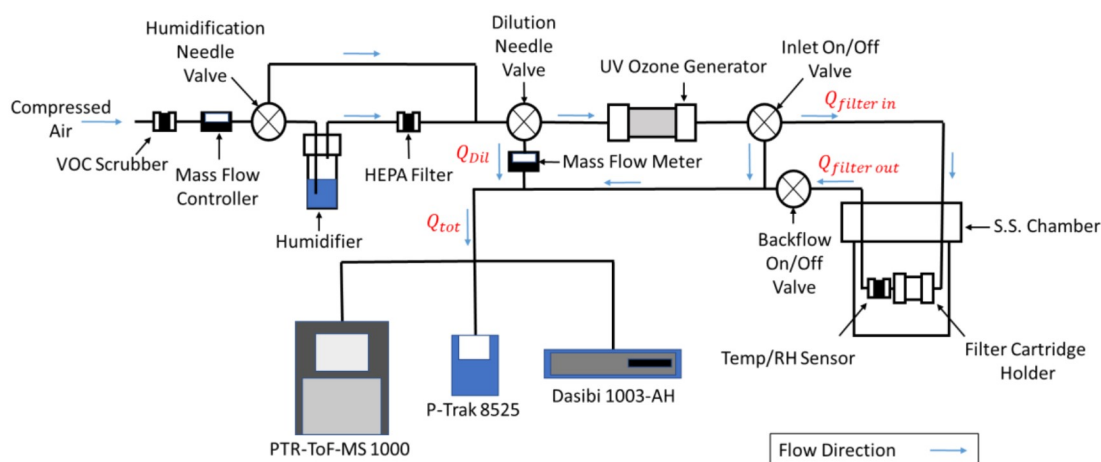 Humidification
Needle
Valve
Dilution
Needle
Valve
UV Ozone Generator
Inlet On/Off
Valve
Compressed
Air
Q_filter in
VOC Scrubber
Mass Flow
Controller
HEPA Filter
Q_Dil
Mass Flow Meter
Q_filter out
Humidifier
Q_tot
Backflow
On/Off
Valve
S.S. Chamber
Temp/RH Sensor
Filter Cartridge
Holder
P-Trak 8525
Dasibi 1003-AH
PTR-ToF-MS 1000
Flow Direction